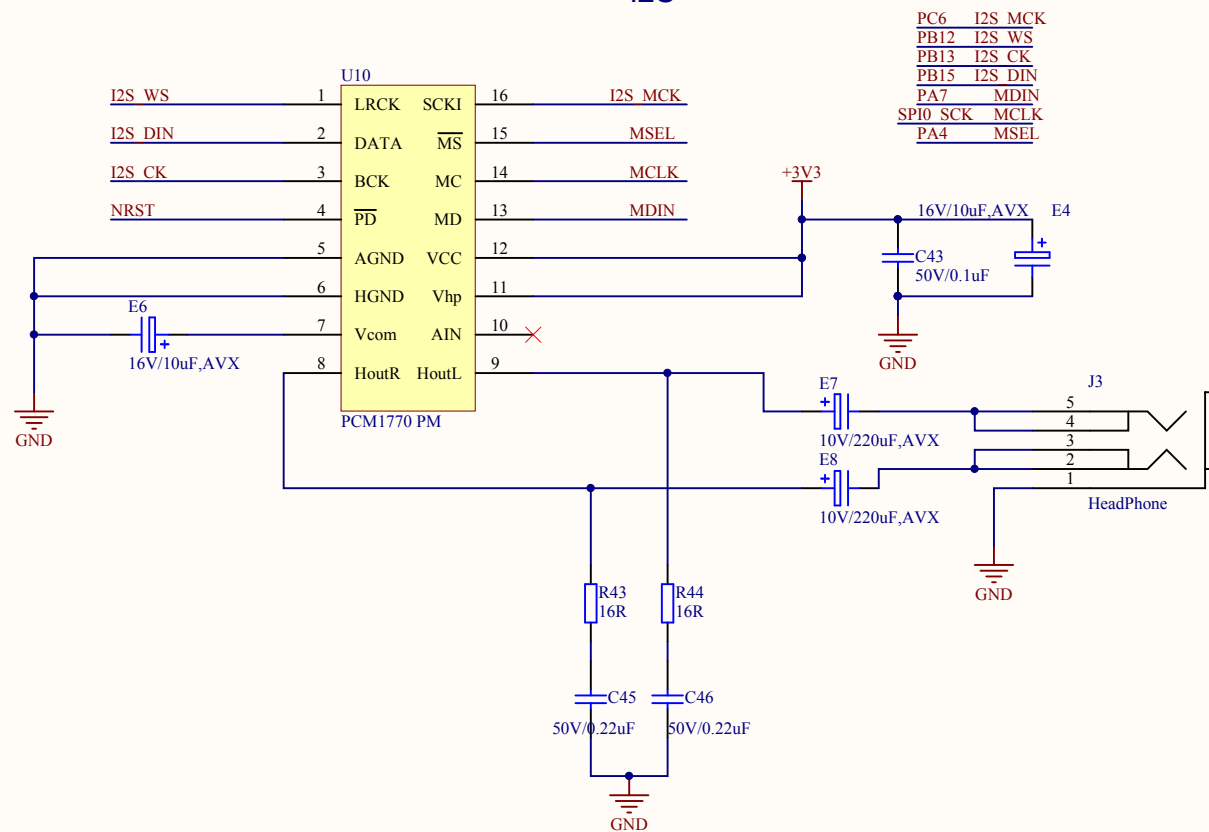 PC6 I2S_MCK
PB12 I2S_WS
PB13 I2S_CK
PB15 I2S_DIN
PA7 MDIN
SPI0_SCK MCLK
PA4 MSEL
U10
I2S_WS 1 LRCK SCKI 16 I2S_MCK
I2S_DIN 2 DATA MS 15 MSEL
I2S_CK 3 BCK MC 14 MCLK
NRST 4 PD MD 13 MDIN
5 AGND VCC 12
6 HGND Vhp 11
7 Vcom AIN 10
8 HoutR HoutL 9
PCM1770 PM
E6
16V/10uF,AVX
GND
+3V3
16V/10uF,AVX E4
C43
50V/0.1uF
GND
E7
10V/220uF,AVX
E8
10V/220uF,AVX
J3
5
4
3
2
1
HeadPhone
GND
R43
16R
R44
16R
C45
50V/0.22uF
C46
50V/0.22uF
GND